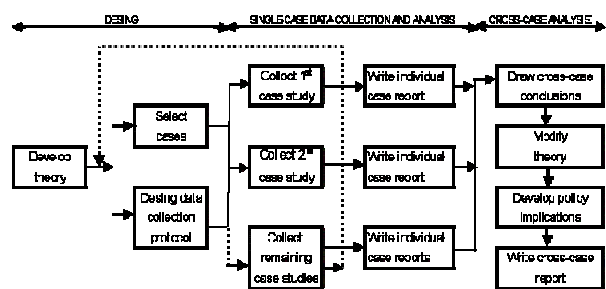 DESING
SINGLE CASE DATA COLLECTION AND ANALYSIS
CROSS-CASE ANALYSIS
Develop
theory
Select
cases
Desing data
collection
protocol
Collect 1st
case study
Collect 2nd
case study
Collect
remaining
case studies
Write individual
case report
Write individual
case report
Write individual
case reports
Draw cross-case
conclusions
Modify
theory
Develop policy
implications
Write cross-case
report